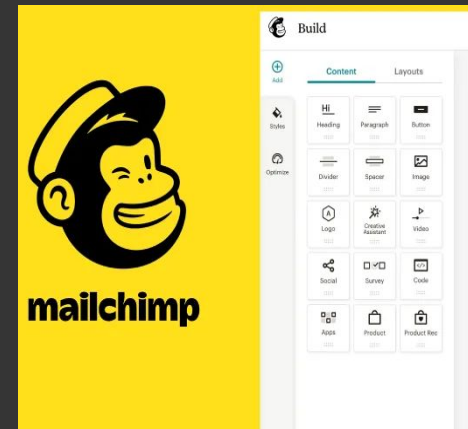 Build
Add
Content Layouts
Styles
Hi
Heading Paragraph Button
Optimize
Divider Spacer Image
A
Logo Creative Assistant Video
Social Survey Code
Apps Product Product Rec
mailchimp